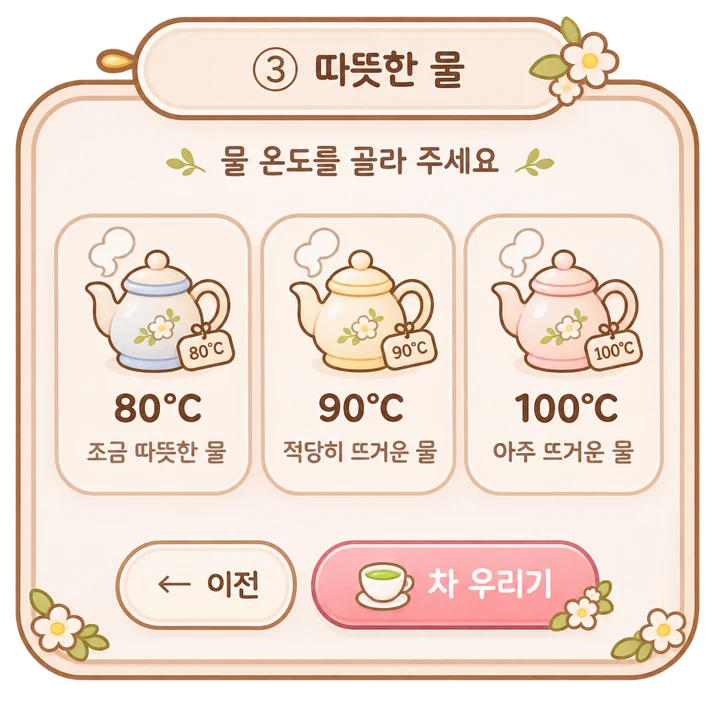 ③ 따뜻한 물
물 온도를 골라 주세요
80℃
90℃
100℃
80℃
90℃
100℃
조금 따뜻한 물
적당히 뜨거운 물
아주 뜨거운 물
← 이전
차 우리기